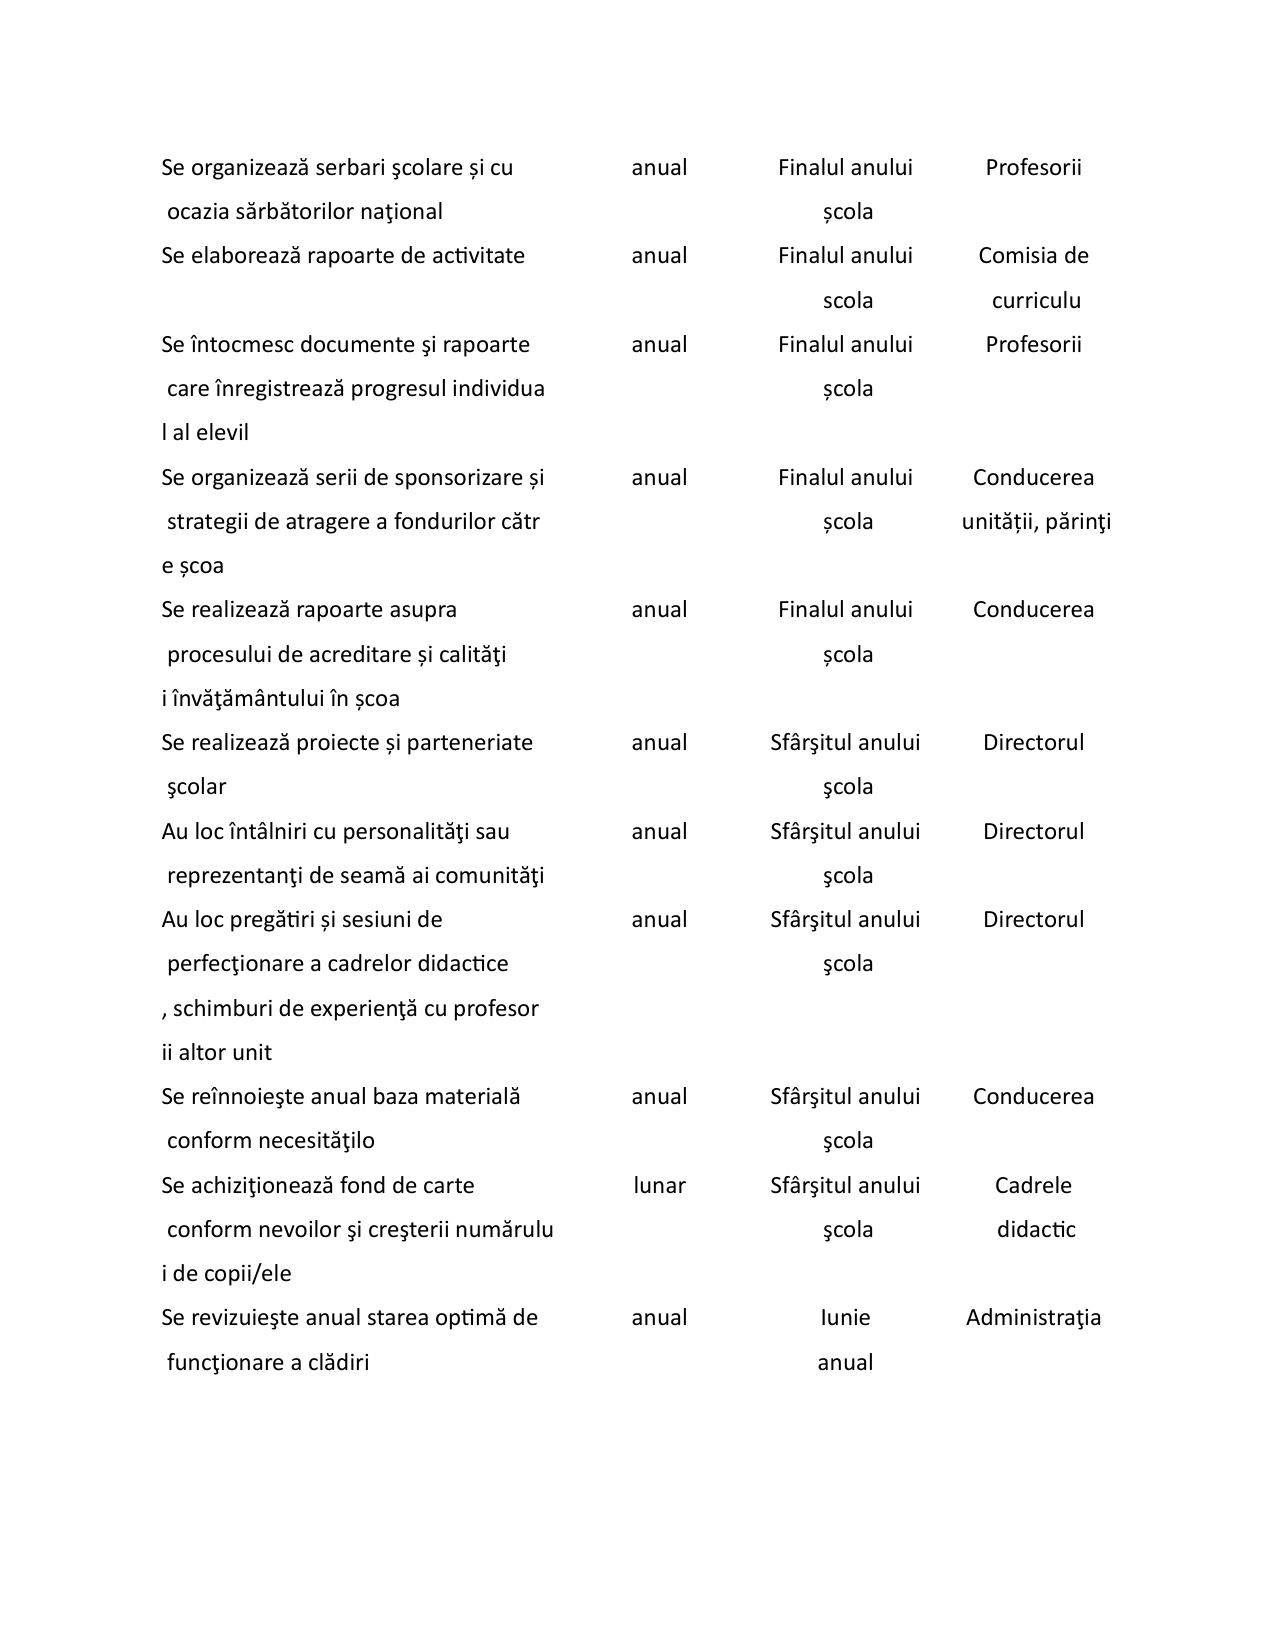 Se organizează serbari şcolare și cu anual Finalul anului Profesorii
ocazia sărbătorilor naţional școla
Se elaborează rapoarte de activitate anual Finalul anului Comisia de
scola curriculu
Se întocmesc documente şi rapoarte anual Finalul anului Profesorii
care înregistrează progresul individua școla
l al elevil
Se organizează serii de sponsorizare și anual Finalul anului Conducerea
strategii de atragere a fondurilor cătr școla unității, părinţi
e școa
Se realizează rapoarte asupra anual Finalul anului Conducerea
procesului de acreditare și calităţi școla
i învăţământului în școa
Se realizează proiecte și parteneriate anual Sfârşitul anului Directorul
şcolar şcola
Au loc întâlniri cu personalităţi sau anual Sfârşitul anului Directorul
reprezentanţi de seamă ai comunităţi şcola
Au loc pregătiri și sesiuni de anual Sfârşitul anului Directorul
perfecţionare a cadrelor didactice şcola
, schimburi de experienţă cu profesor
ii altor unit
Se reînnoieşte anual baza materială anual Sfârşitul anului Conducerea
conform necesităţilo şcola
Se achiziţionează fond de carte lunar Sfârşitul anului Cadrele
conform nevoilor şi creşterii numărulu şcola didactic
i de copii/ele
Se revizuieşte anual starea optimă de anual Iunie Administraţia
funcţionare a clădiri anual